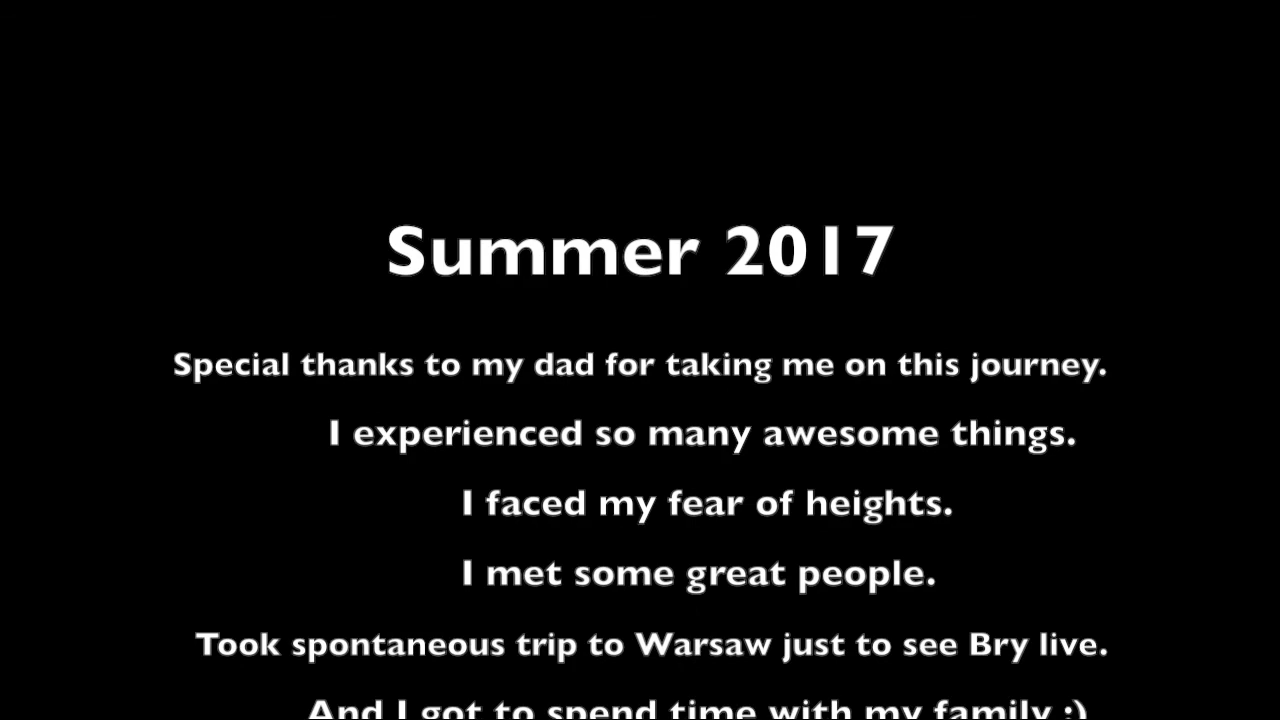 Summer 2017
Special thanks to my dad for taking me on this journey.
I experienced so many awesome things.
I faced my fear of heights.
I met some great people.
Took spontaneous trip to Warsaw just to see Bry live.
And I got to spend time with my family :)